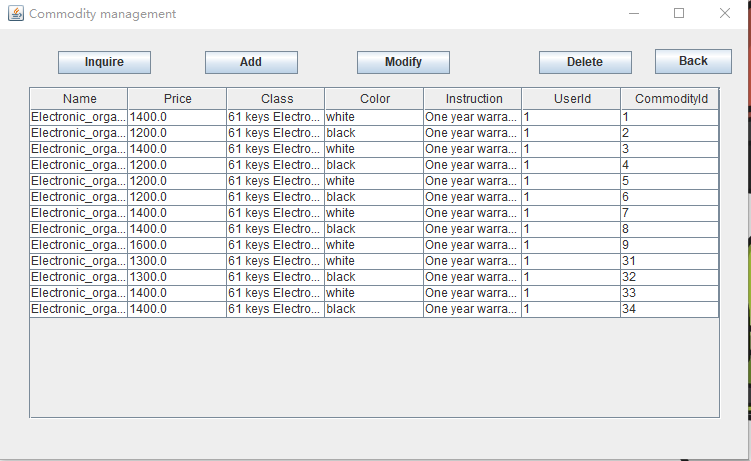 Commodity management
Inquire Add Modify Delete Back
Name Price Class Color Instruction UserId CommodityId
Electronic_orga... 1400.0 61 keys Electro... white One year warra... 1 1
Electronic_orga... 1200.0 61 keys Electro... black One year warra... 1 2
Electronic_orga... 1400.0 61 keys Electro... white One year warra... 1 3
Electronic_orga... 1200.0 61 keys Electro... black One year warra... 1 4
Electronic_orga... 1200.0 61 keys Electro... white One year warra... 1 5
Electronic_orga... 1200.0 61 keys Electro... black One year warra... 1 6
Electronic_orga... 1400.0 61 keys Electro... white One year warra... 1 7
Electronic_orga... 1400.0 61 keys Electro... black One year warra... 1 8
Electronic_orga... 1600.0 61 keys Electro... white One year warra... 1 9
Electronic_orga... 1300.0 61 keys Electro... white One year warra... 1 31
Electronic_orga... 1300.0 61 keys Electro... black One year warra... 1 32
Electronic_orga... 1400.0 61 keys Electro... white One year warra... 1 33
Electronic_orga... 1400.0 61 keys Electro... black One year warra... 1 34